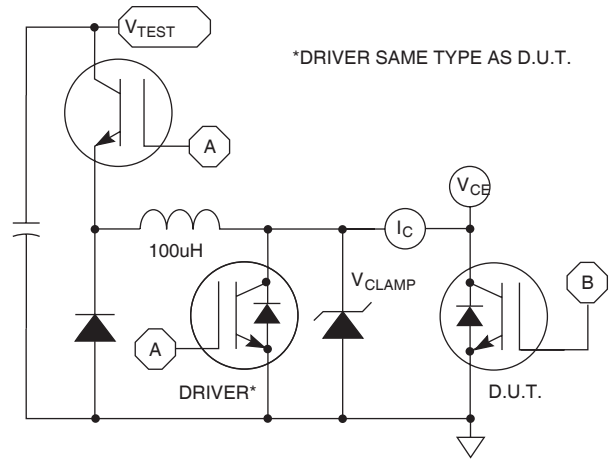 VTEST
*DRIVER SAME TYPE AS D.U.T.
A
VCE
100uH
IC
VCLAMP
B
A
DRIVER*
D.U.T.